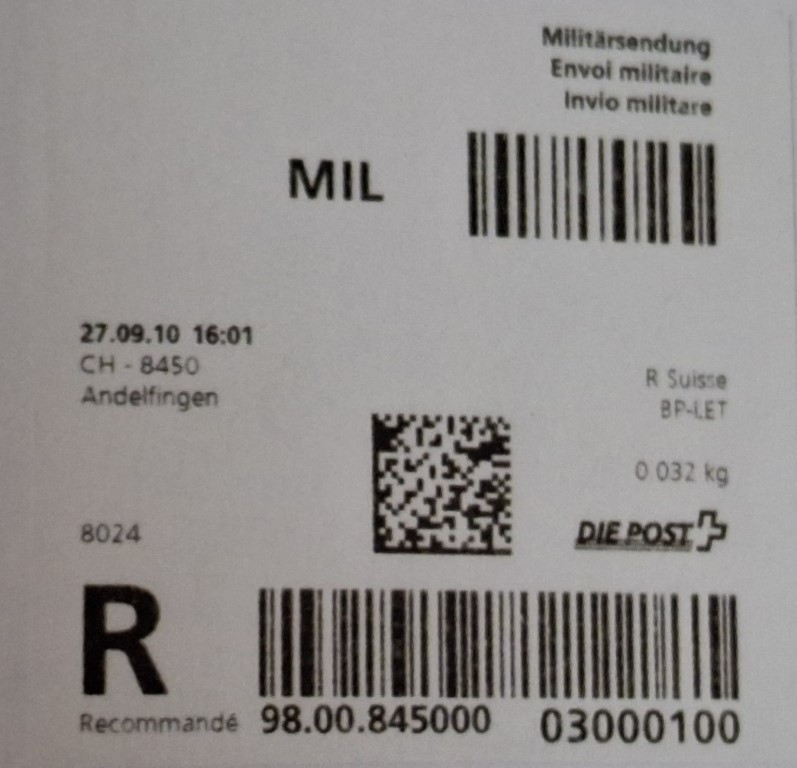 Militärsendung
Envoi militaire
Invio militare
MIL
27.09.10 16:01
CH - 8450
Andelfingen
R Suisse
BP-LET
0 032 kg
8024
DIE POST
R
Recommandé 98.00.845000 03000100